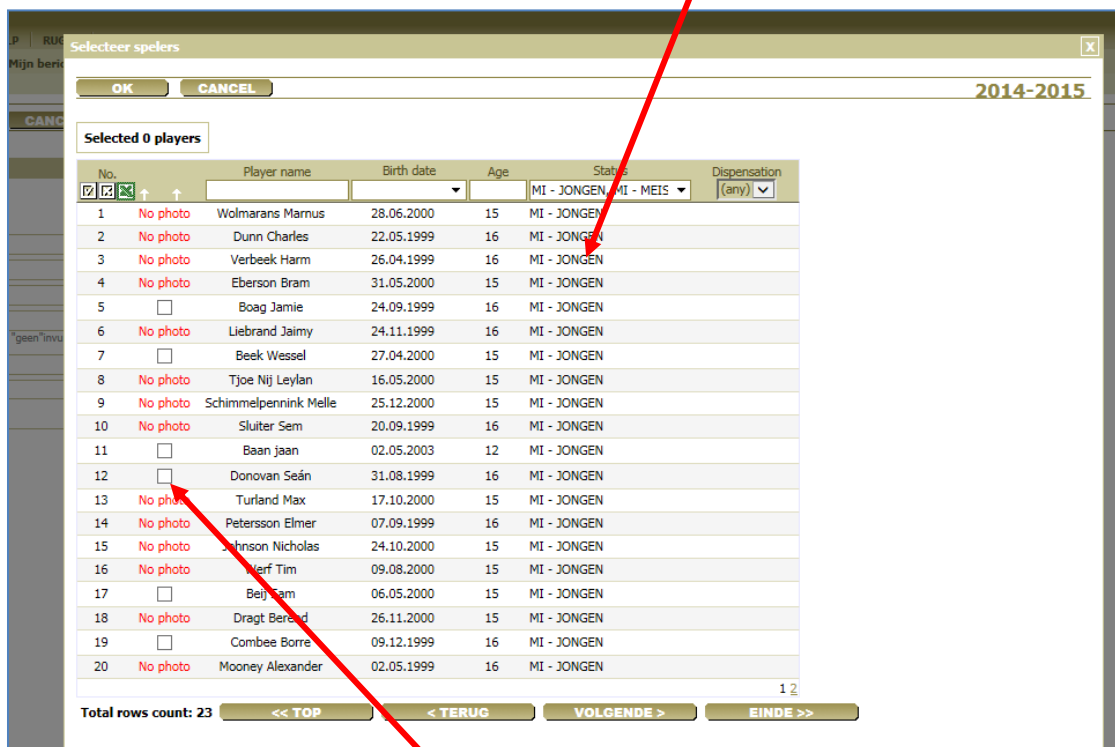 LP RUG
Selecteer spelers X
Mijn beric
OK CANCEL 2014-2015
CANC
Selected 0 players
No. Player name Birth date Age Status Dispensation
MI - JONGEN, MI - MEIS (any)
1 No photo Wolmarans Marnus 28.06.2000 15 MI - JONGEN
2 No photo Dunn Charles 22.05.1999 16 MI - JONGEN
3 No photo Verbeek Harm 26.04.1999 16 MI - JONGEN
4 No photo Eberson Bram 31.05.2000 15 MI - JONGEN
5 Boag Jamie 24.09.1999 16 MI - JONGEN
6 No photo Liebrand Jaimy 24.11.1999 16 MI - JONGEN
"geen"invu
7 Beek Wessel 27.04.2000 15 MI - JONGEN
8 No photo Tjoe Nij Leylan 16.05.2000 15 MI - JONGEN
9 No photo Schimmelpennink Melle 25.12.2000 15 MI - JONGEN
10 No photo Sluiter Sem 20.09.1999 16 MI - JONGEN
11 Baan jaan 02.05.2003 12 MI - JONGEN
12 Donovan Seán 31.08.1999 16 MI - JONGEN
13 No photo Turland Max 17.10.2000 15 MI - JONGEN
14 No photo Petersson Elmer 07.09.1999 16 MI - JONGEN
15 No photo Johnson Nicholas 24.10.2000 15 MI - JONGEN
16 No photo Werf Tim 09.08.2000 15 MI - JONGEN
17 Beij Sam 06.05.2000 15 MI - JONGEN
18 No photo Dragt Berend 26.11.2000 15 MI - JONGEN
19 Combee Borre 09.12.1999 16 MI - JONGEN
20 No photo Mooney Alexander 02.05.1999 16 MI - JONGEN
1 2
Total rows count: 23 << TOP < TERUG VOLGENDE > EINDE >>